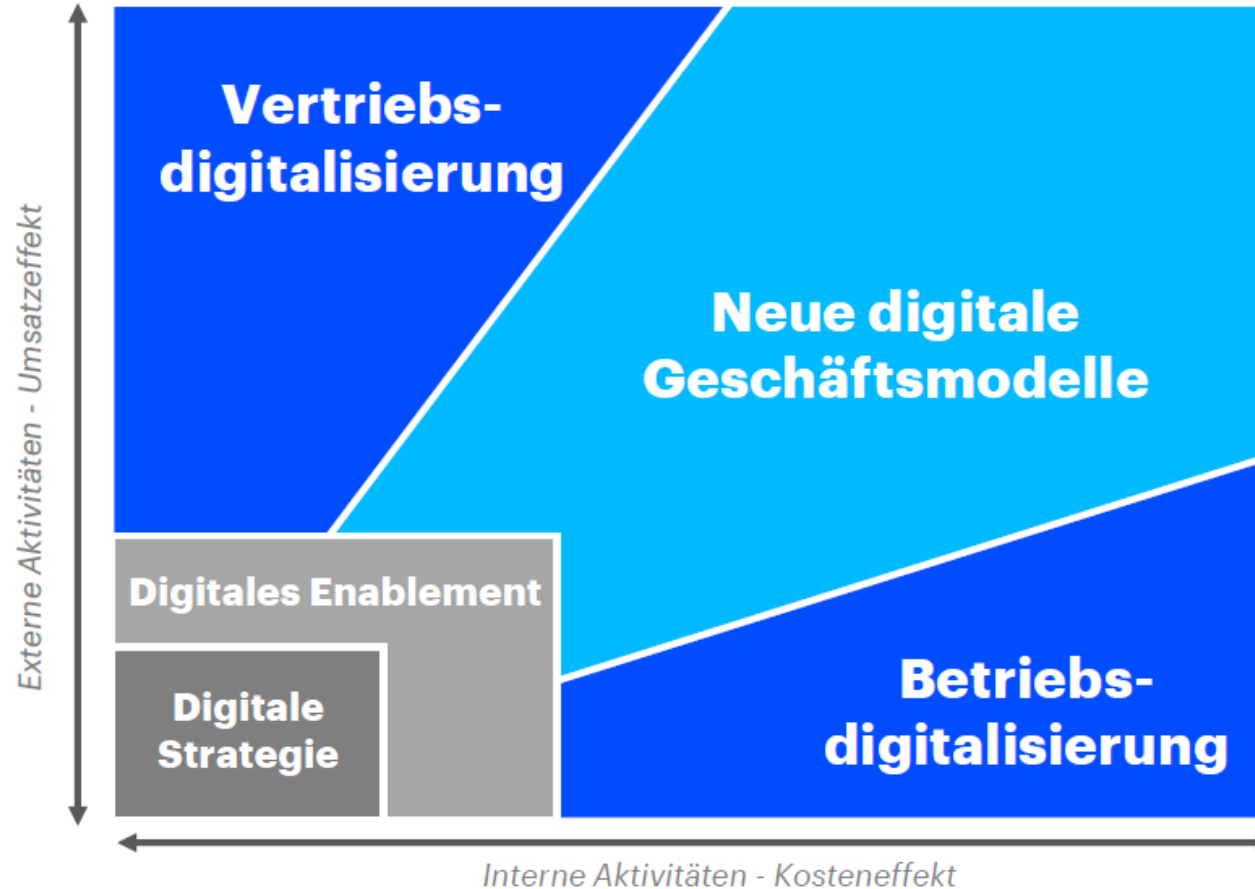 Vertriebs-
digitalisierung
Neue digitale
Geschäftsmodelle
Digitales Enablement
Digitale
Strategie
Betriebs-
digitalisierung
Externe Aktivitäten - Umsatzeffekt
Interne Aktivitäten - Kosteneffekt